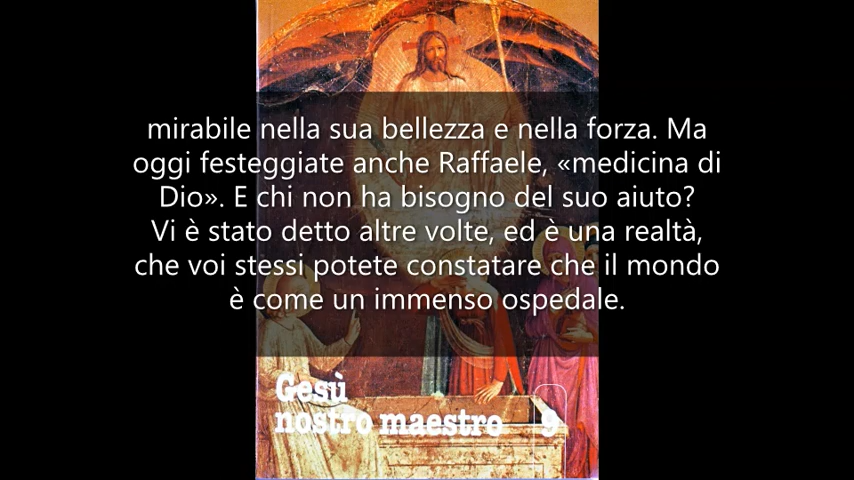 mirabile nella sua bellezza e nella forza. Ma
oggi festeggiate anche Raffaele, «medicina di
Dio». E chi non ha bisogno del suo aiuto?
Vi è stato detto altre volte, ed è una realtà,
che voi stessi potete constatare che il mondo
è come un immenso ospedale.
Gesù
nostro maestro 9